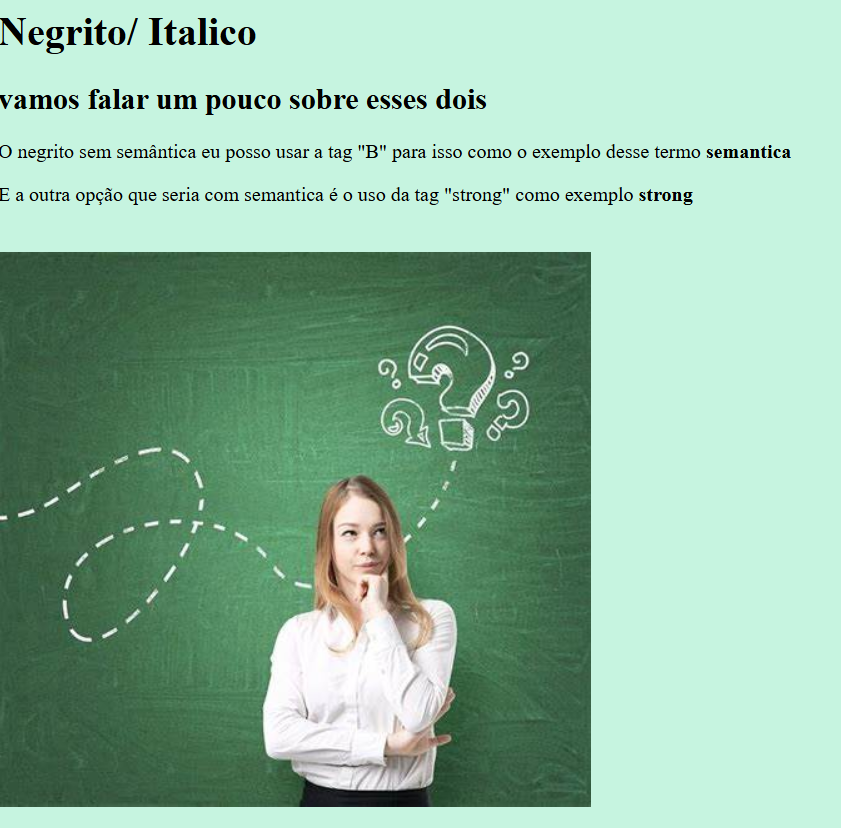 Negrito/ Italico
vamos falar um pouco sobre esses dois
O negrito sem semântica eu posso usar a tag "B" para isso como o exemplo desse termo semantica
E a outra opção que seria com semantica é o uso da tag "strong" como exemplo strong